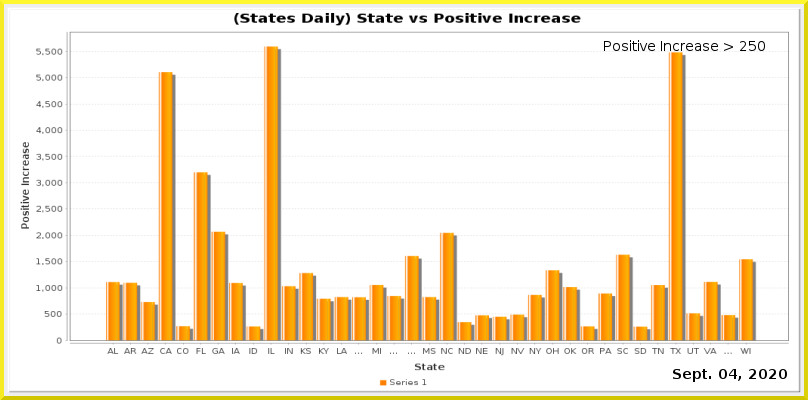 (States Daily) State vs Positive Increase
Positive Increase > 250
Positive Increase
5,500
5,000
4,500
4,000
3,500
3,000
2,500
2,000
1,500
1,000
500
0
AL AR AZ CA CO FL GA IA ID IL IN KS KY LA ... MI ... ... MS NC ND NE NJ NV NY OH OK OR PA SC SD TN TX UT VA ... WI
State
Series 1
Sept. 04, 2020